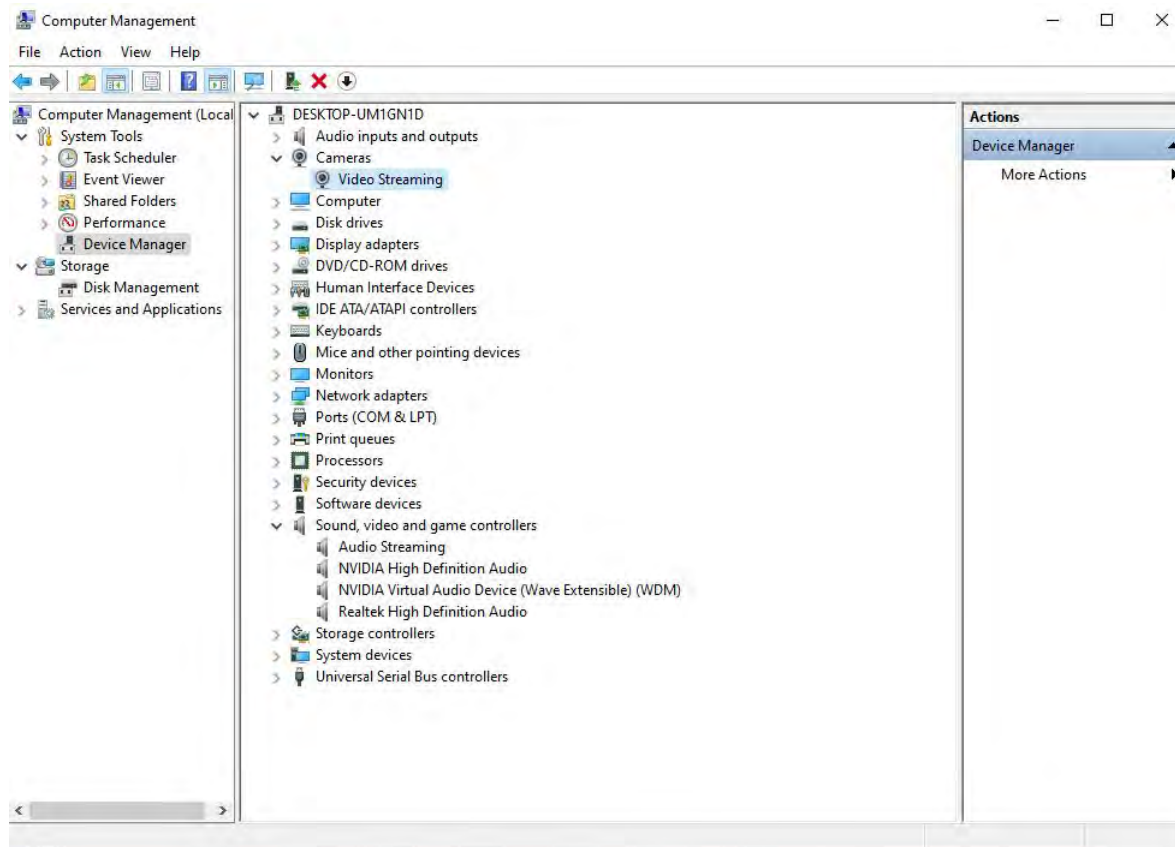 Computer Management
File Action View Help
Computer Management (Local
System Tools
Task Scheduler
Event Viewer
Shared Folders
Performance
Device Manager
Storage
Disk Management
Services and Applications
DESKTOP-UM1GN1D
Audio inputs and outputs
Cameras
Video Streaming
Computer
Disk drives
Display adapters
DVD/CD-ROM drives
Human Interface Devices
IDE ATA/ATAPI controllers
Keyboards
Mice and other pointing devices
Monitors
Network adapters
Ports (COM & LPT)
Print queues
Processors
Security devices
Software devices
Sound, video and game controllers
Audio Streaming
NVIDIA High Definition Audio
NVIDIA Virtual Audio Device (Wave Extensible) (WDM)
Realtek High Definition Audio
Storage controllers
System devices
Universal Serial Bus controllers
Actions
Device Manager
More Actions